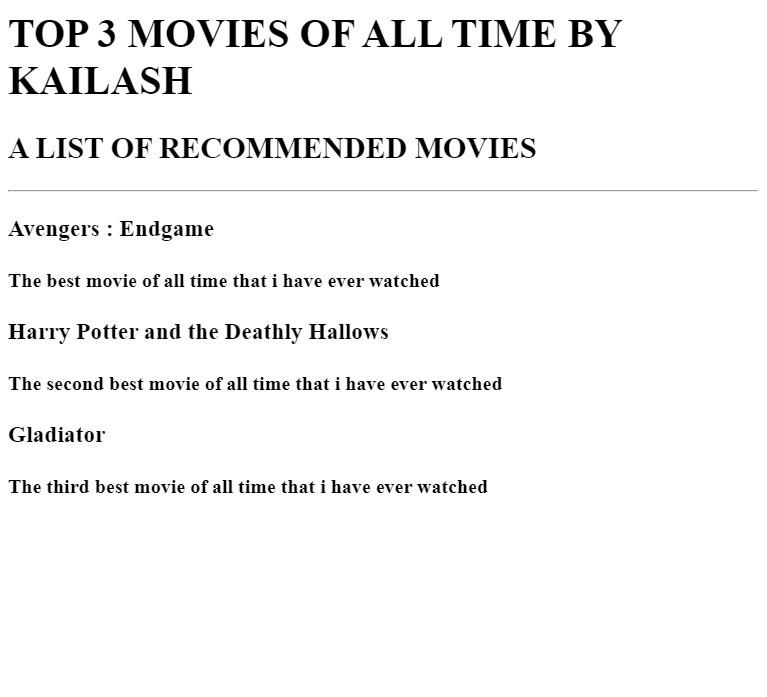 TOP 3 MOVIES OF ALL TIME BY
KAILASH
A LIST OF RECOMMENDED MOVIES
Avengers : Endgame
The best movie of all time that i have ever watched
Harry Potter and the Deathly Hallows
The second best movie of all time that i have ever watched
Gladiator
The third best movie of all time that i have ever watched